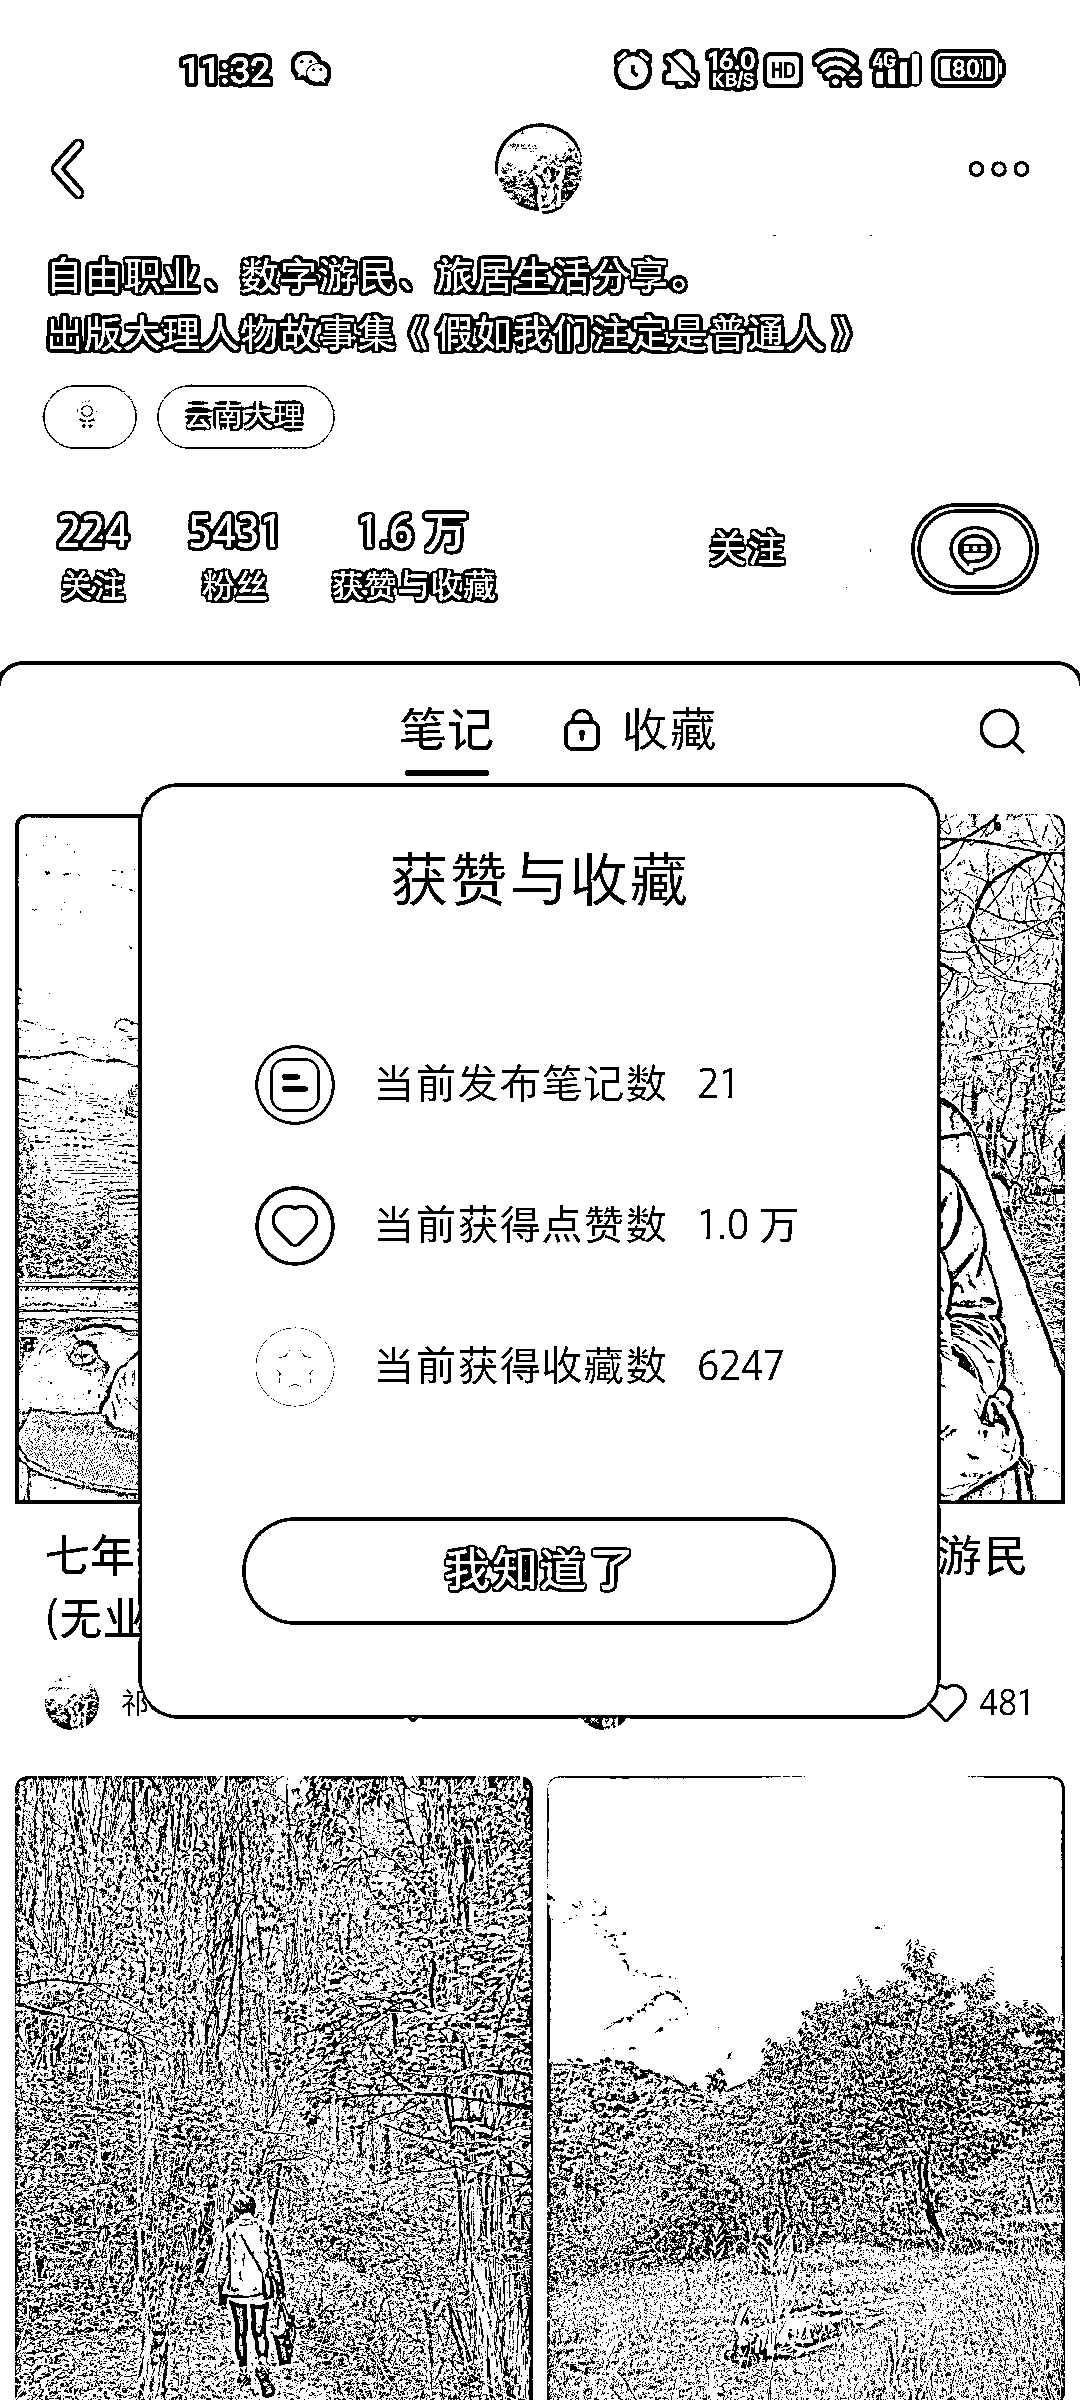 11:32
16.0 KB/S HD 4G 80
自由职业、数字游民、旅居生活分享。
出版大理人物故事集《假如我们注定是普通人》
云南大理
224 5431 1.6 万
关注 粉丝 获赞与收藏
关注
笔记 收藏
获赞与收藏
当前发布笔记数 21
当前获得点赞数 1.0 万
当前获得收藏数 6247
我知道了
七年
游民
(无业
祁
481